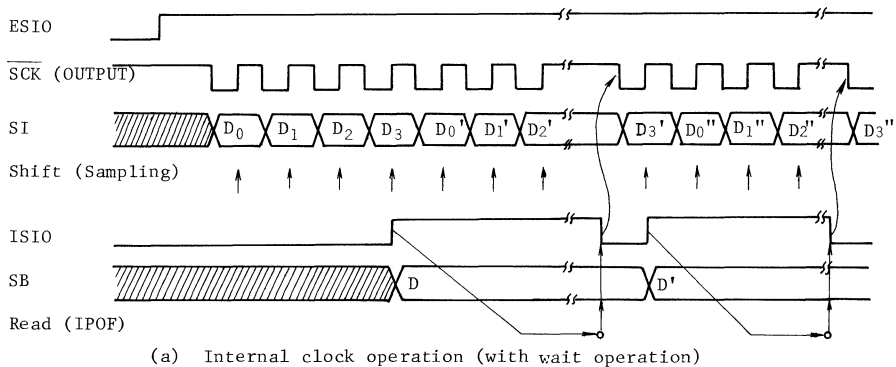 ESIO
SCK (OUTPUT)
SI D0 D1 D2 D3 D0' D1' D2' D3' D0" D1" D2" D3"
Shift (Sampling)
ISIO
SB D D'
Read (IPOF)
(a) Internal clock operation (with wait operation)